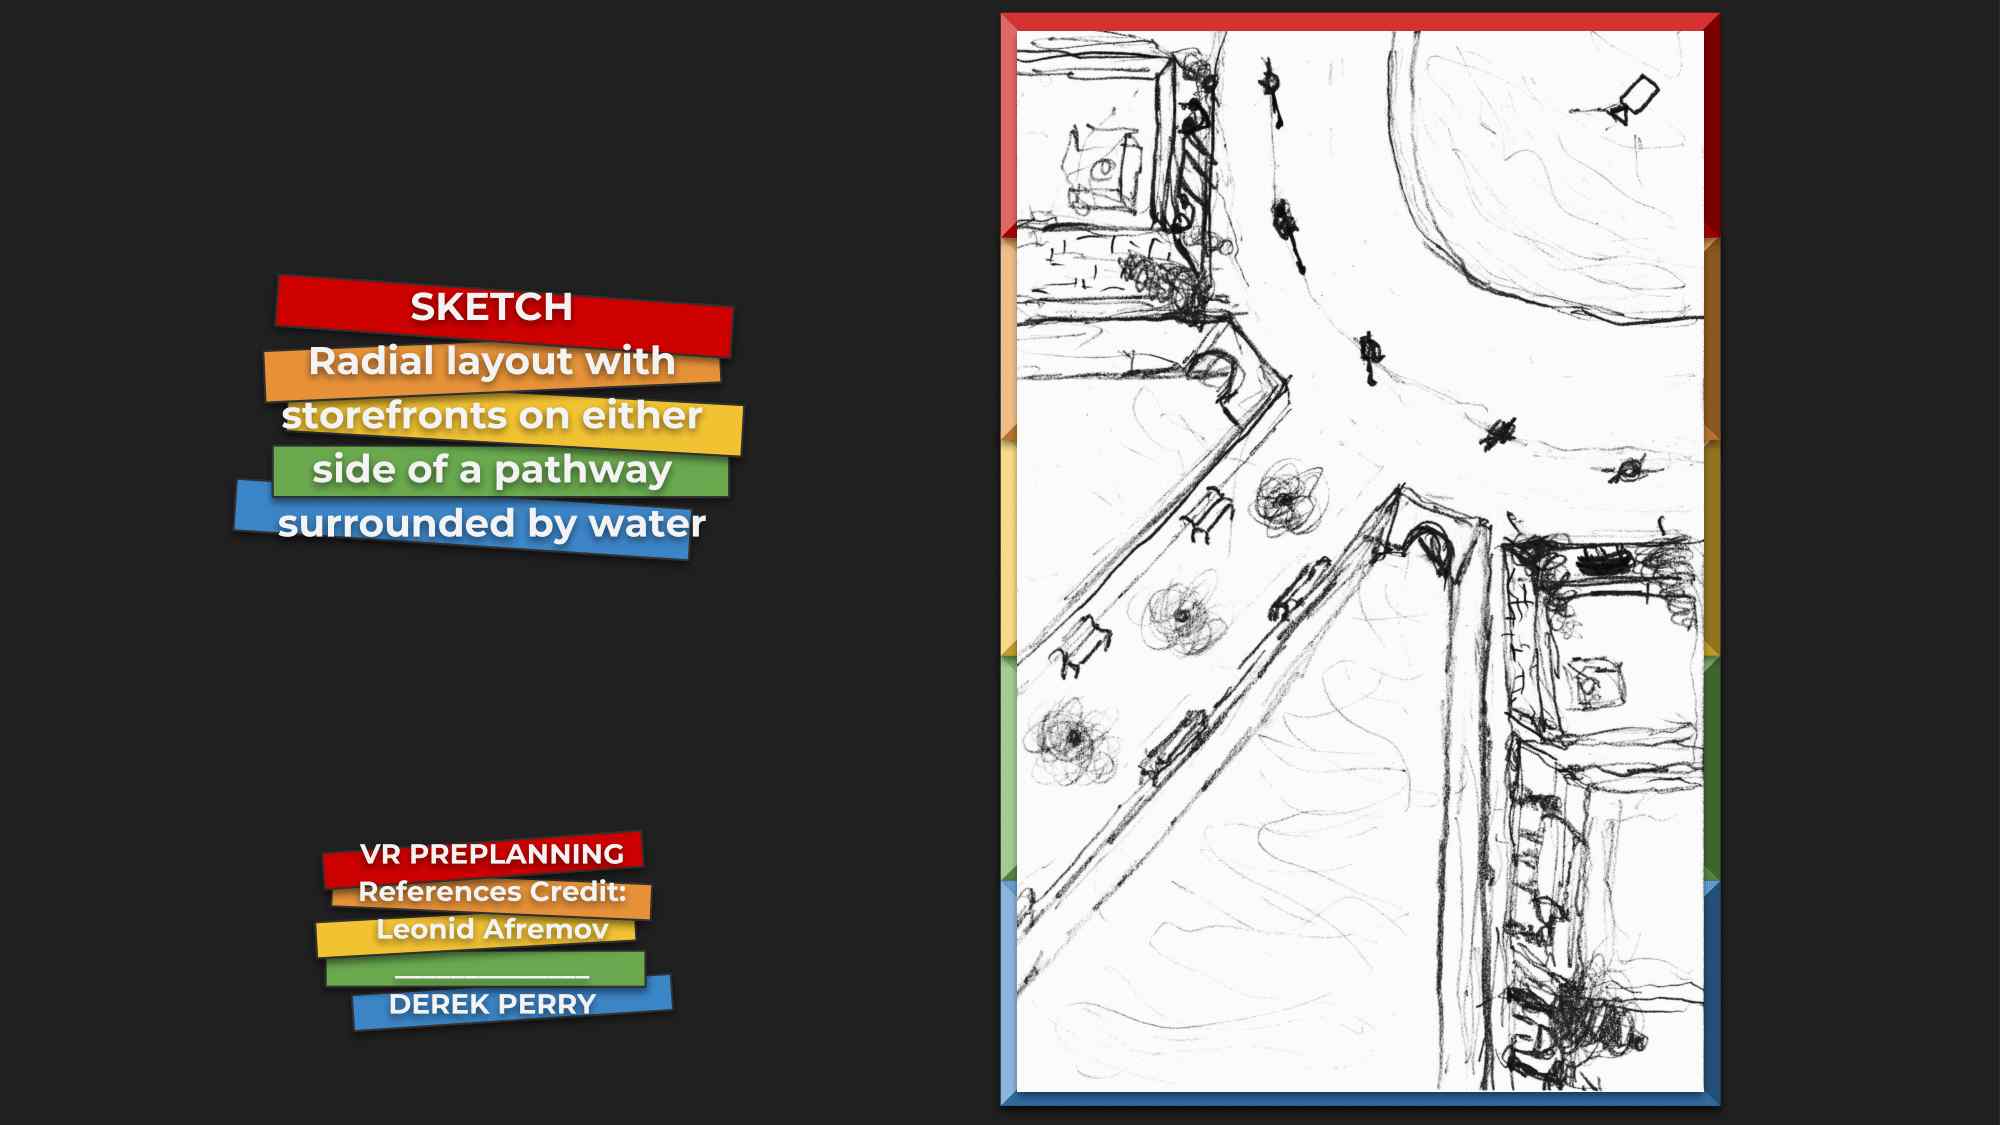 SKETCH
Radial layout with
storefronts on either
side of a pathway
surrounded by water
VR PREPLANNING
References Credit:
Leonid Afremov
______________
DEREK PERRY